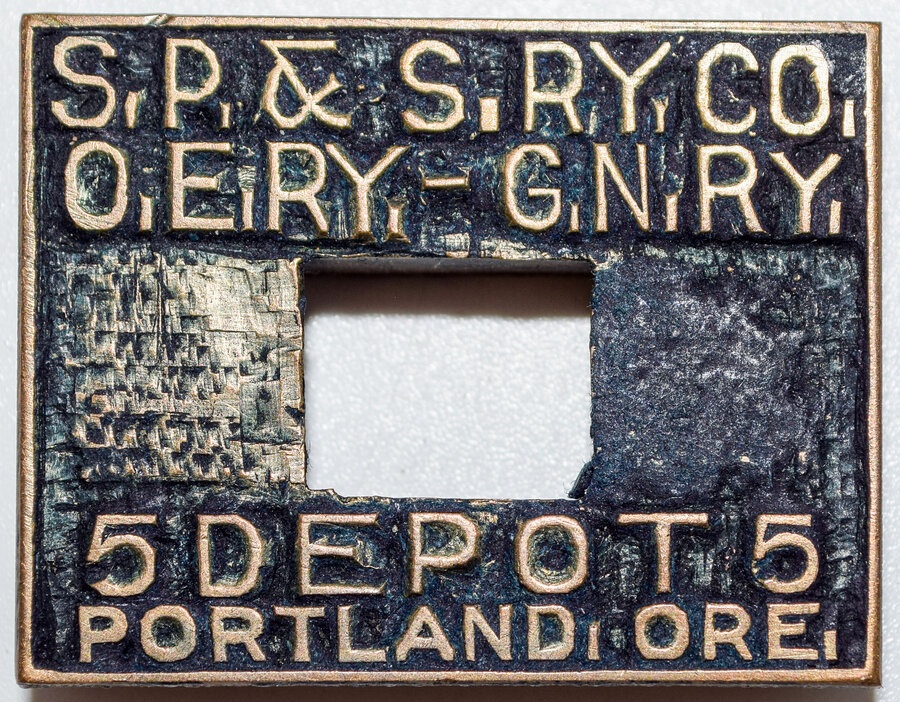 S. P. & S. RY. CO.
O. E. RY. - G. N. RY.
5 DEPOT 5
PORTLAND, ORE.